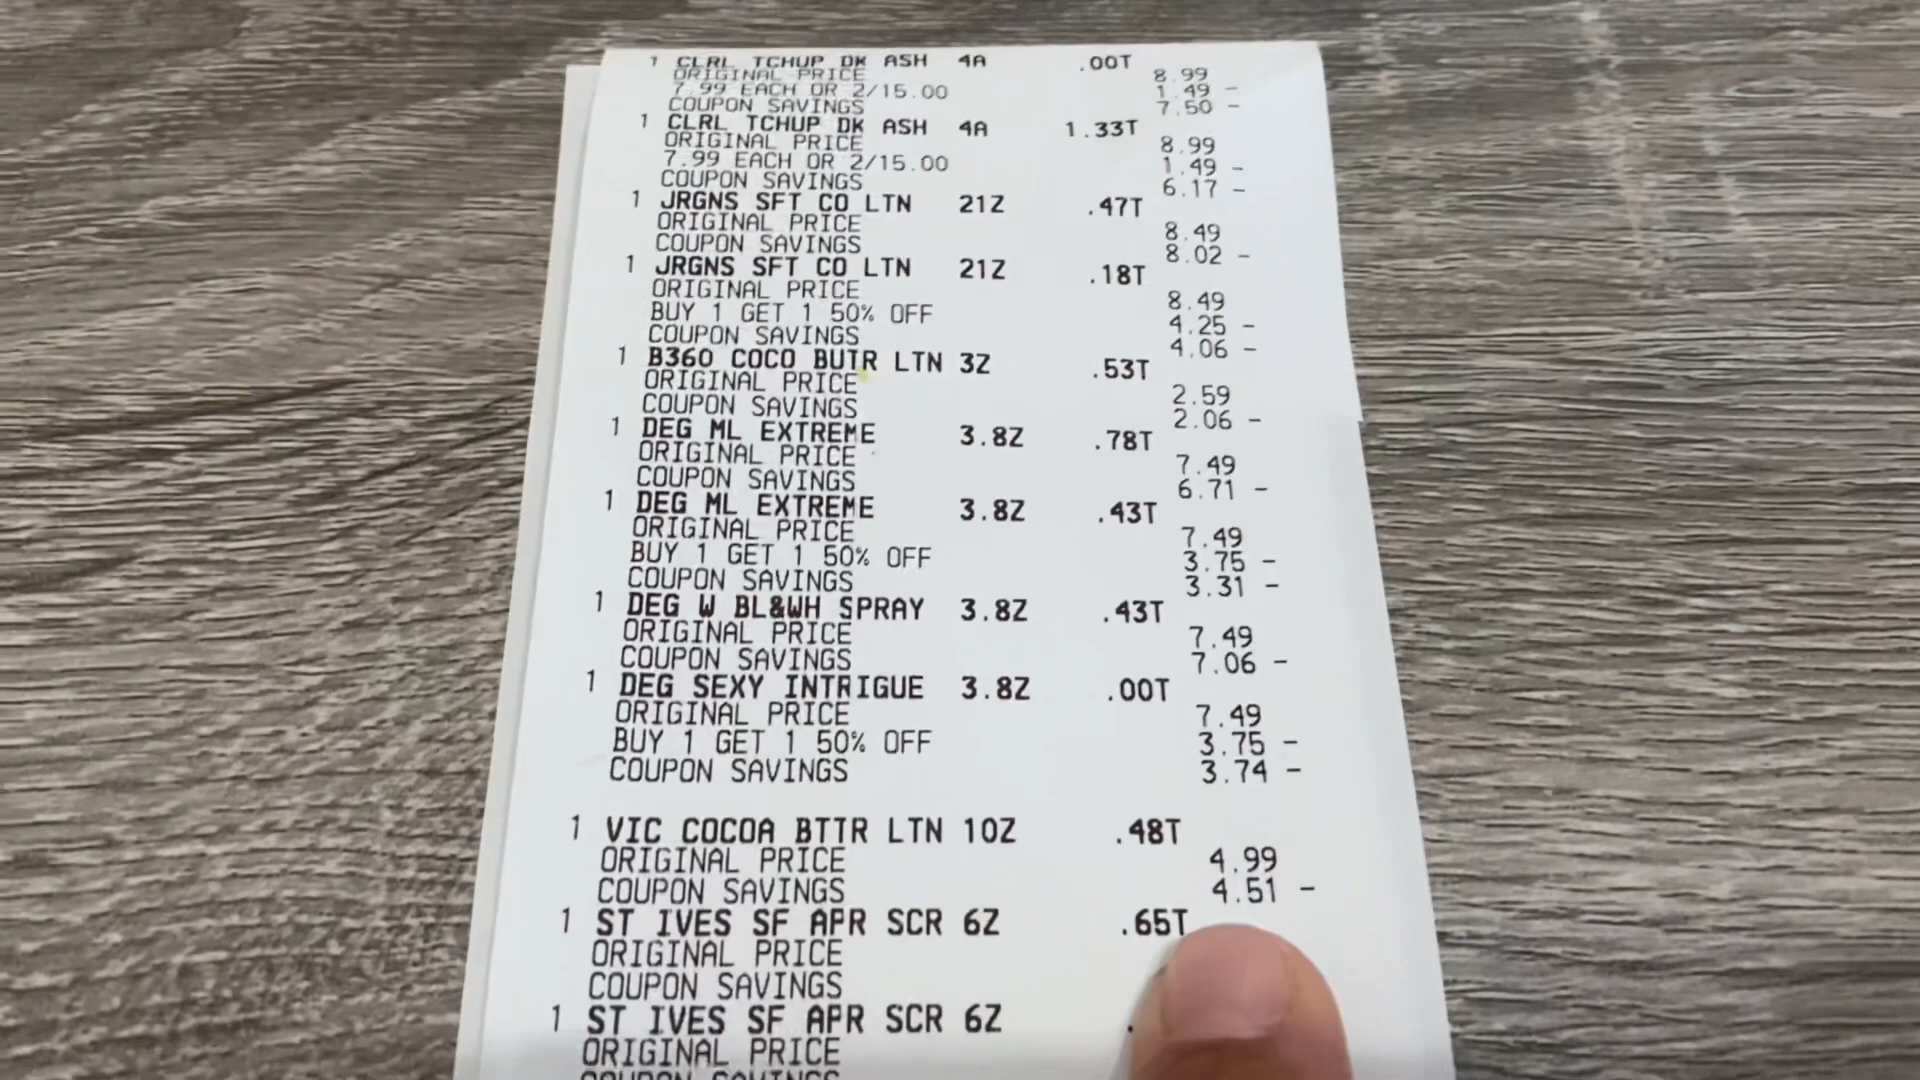 1 CLRL TCHUP DK ASH 4A .00T
ORIGINAL PRICE 8.99
7.99 EACH OR 2/15.00 1.49 -
COUPON SAVINGS 7.50 -
1 CLRL TCHUP DK ASH 4A 1.33T
ORIGINAL PRICE 8.99
7.99 EACH OR 2/15.00 1.49 -
COUPON SAVINGS 6.17 -
1 JRGNS SFT CO LTN 21Z .47T
ORIGINAL PRICE 8.49
COUPON SAVINGS 8.02 -
1 JRGNS SFT CO LTN 21Z .18T
ORIGINAL PRICE 8.49
BUY 1 GET 1 50% OFF 4.25 -
COUPON SAVINGS 4.06 -
1 B360 COCO BUTR LTN 3Z .53T
ORIGINAL PRICE 2.59
COUPON SAVINGS 2.06 -
1 DEG ML EXTREME 3.8Z .78T
ORIGINAL PRICE 7.49
COUPON SAVINGS 6.71 -
1 DEG ML EXTREME 3.8Z .43T
ORIGINAL PRICE 7.49
BUY 1 GET 1 50% OFF 3.75 -
COUPON SAVINGS 3.31 -
1 DEG W BL&WH SPRAY 3.8Z .43T
ORIGINAL PRICE 7.49
COUPON SAVINGS 7.06 -
1 DEG SEXY INTRIGUE 3.8Z .00T
ORIGINAL PRICE 7.49
BUY 1 GET 1 50% OFF 3.75 -
COUPON SAVINGS 3.74 -
1 VIC COCOA BTTR LTN 10Z .48T
ORIGINAL PRICE 4.99
COUPON SAVINGS 4.51 -
1 ST IVES SF APR SCR 6Z .65T
ORIGINAL PRICE
COUPON SAVINGS
1 ST IVES SF APR SCR 6Z .
ORIGINAL PRICE
COUPON SAVINGS